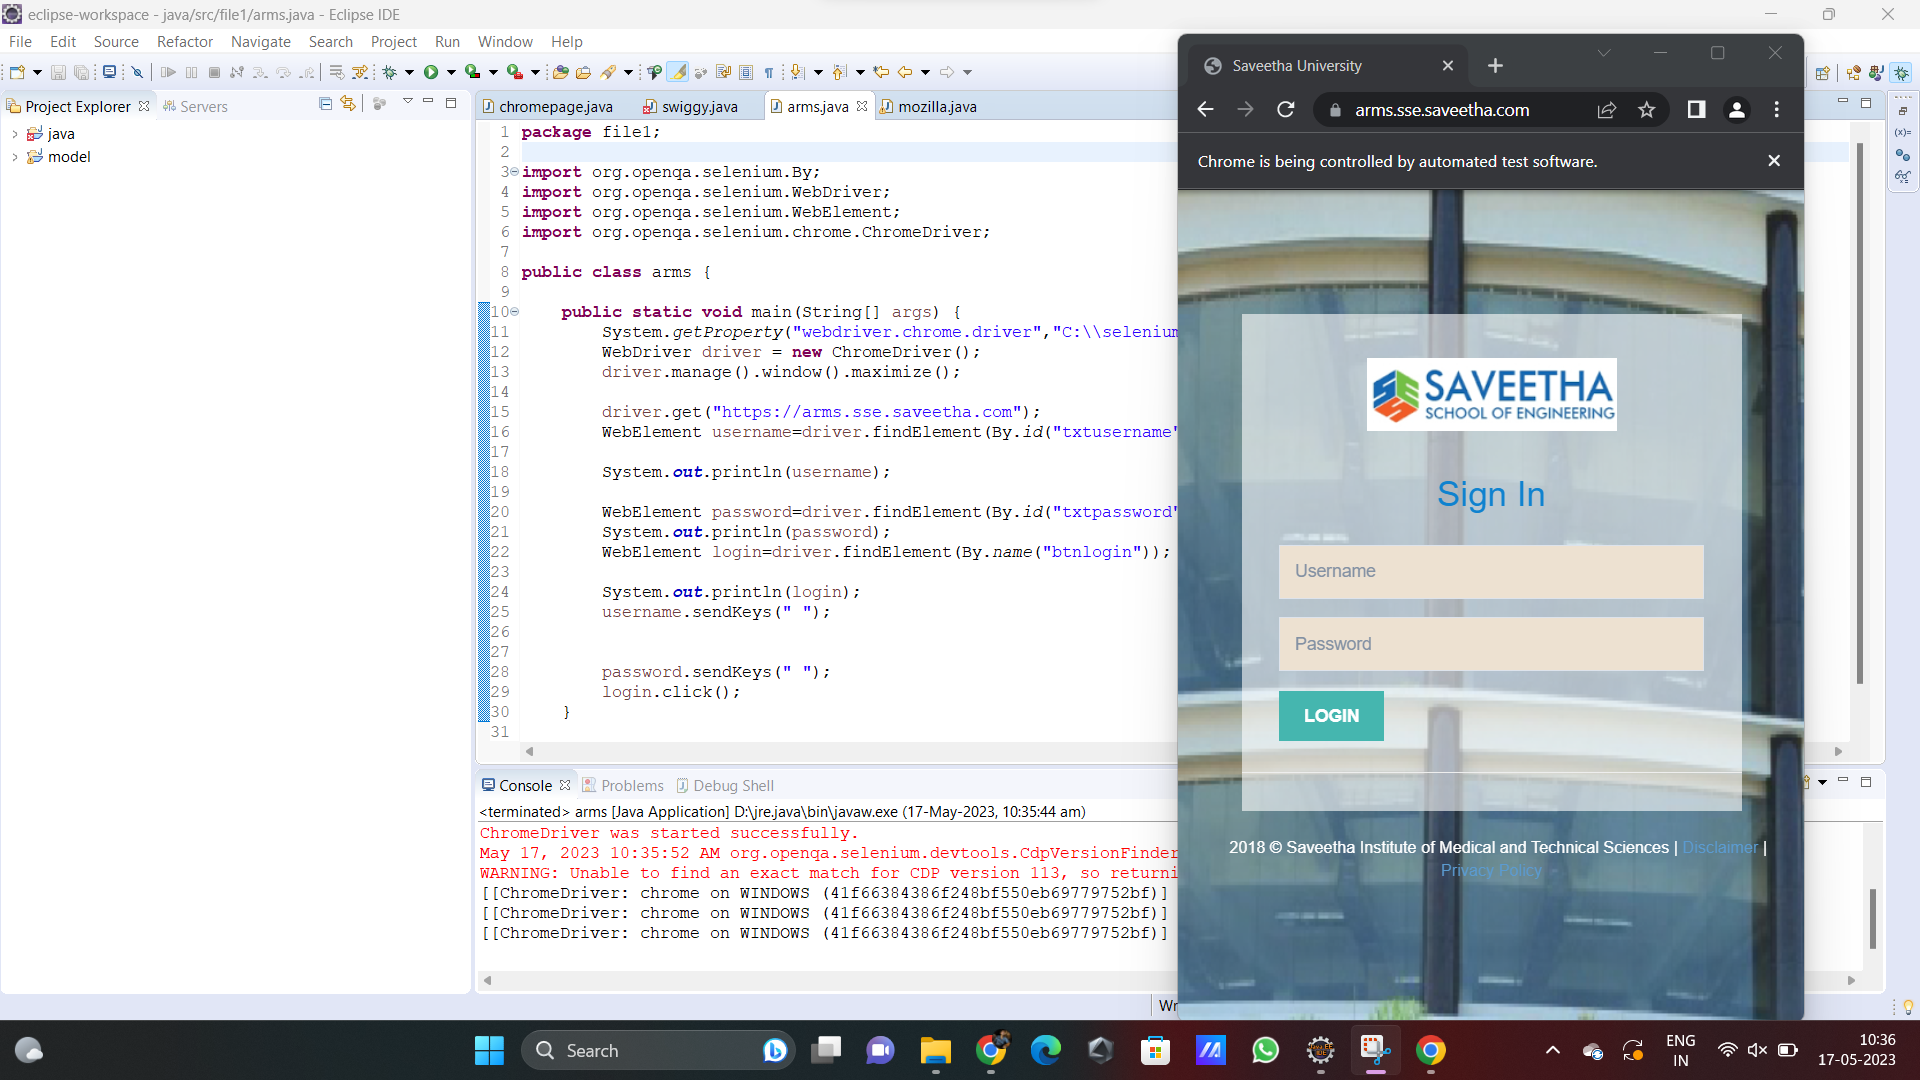 eclipse-workspace - java/src/file1/arms.java - Eclipse IDE
File Edit Source Refactor Navigate Search Project Run Window Help
Project Explorer Servers
java
model
chromepage.java swiggy.java arms.java mozilla.java
1 package file1;
2
3 import org.openqa.selenium.By;
4 import org.openqa.selenium.WebDriver;
5 import org.openqa.selenium.WebElement;
6 import org.openqa.selenium.chrome.ChromeDriver;
7
8 public class arms {
9
10 public static void main(String[] args) {
11 System.getProperty("webdriver.chrome.driver","C:\\selenium
12 WebDriver driver = new ChromeDriver();
13 driver.manage().window().maximize();
14
15 driver.get("https://arms.sse.saveetha.com");
16 WebElement username=driver.findElement(By.id("txtusername"
17
18 System.out.println(username);
19
20 WebElement password=driver.findElement(By.id("txtpassword"
21 System.out.println(password);
22 WebElement login=driver.findElement(By.name("btnlogin"));
23
24 System.out.println(login);
25 username.sendKeys(" ");
26
27
28 password.sendKeys(" ");
29 login.click();
30 }
31
Console Problems Debug Shell
<terminated> arms [Java Application] D:\jre.java\bin\javaw.exe (17-May-2023, 10:35:44 am)
ChromeDriver was started successfully.
May 17, 2023 10:35:52 AM org.openqa.selenium.devtools.CdpVersionFinder
WARNING: Unable to find an exact match for CDP version 113, so returni
[[ChromeDriver: chrome on WINDOWS (41f66384386f248bf550eb69779752bf)]
[[ChromeDriver: chrome on WINDOWS (41f66384386f248bf550eb69779752bf)]
[[ChromeDriver: chrome on WINDOWS (41f66384386f248bf550eb69779752bf)]
Wr
Saveetha University
arms.sse.saveetha.com
Chrome is being controlled by automated test software.
SAVEETHA
SCHOOL OF ENGINEERING
Sign In
Username
Password
LOGIN
2018 © Saveetha Institute of Medical and Technical Sciences | Disclaimer |
Privacy Policy
Search
ENG
IN
10:36
17-05-2023